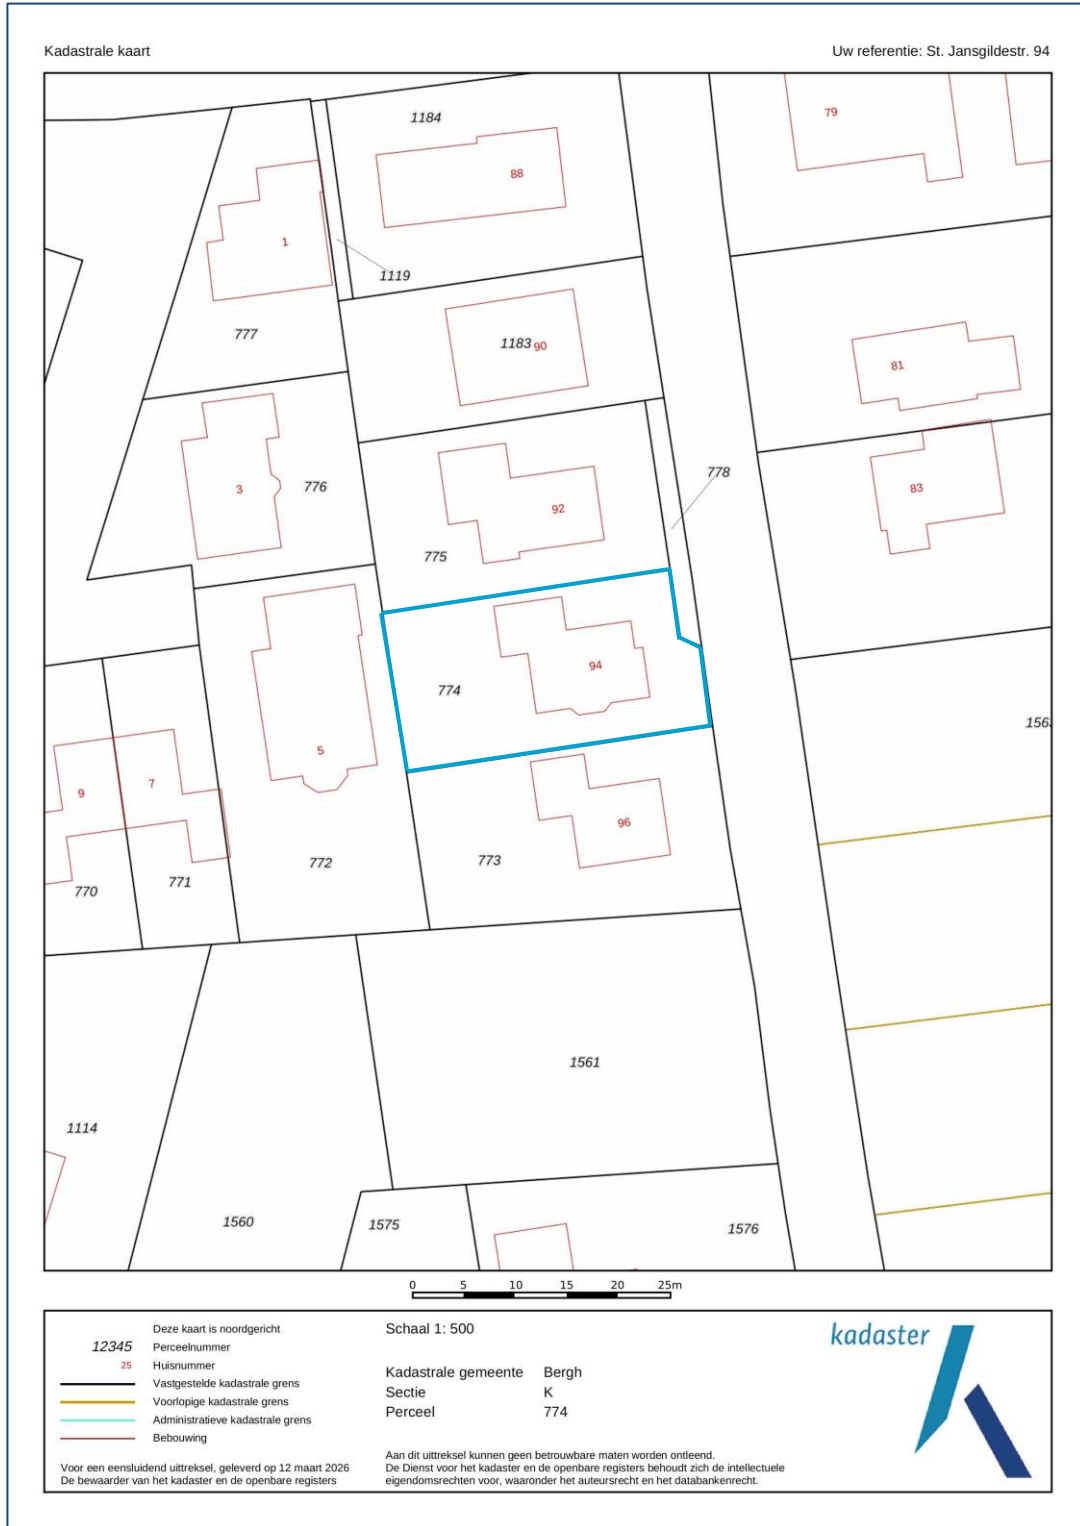 Kadastrale kaart
Uw referentie: St. Jansgildestr. 94
1184
79
88
1
1119
777
1183
90
81
3
776
92
778
83
775
94
774
5
156
9
7
96
773
772
771
770
1561
1114
1560
1575
1576
0 5 10 15 20 25m
Deze kaart is noordgericht
12345 Perceelnummer
25 Huisnummer
Vastgestelde kadastrale grens
Voorlopige kadastrale grens
Administratieve kadastrale grens
Bebouwing
Voor een eensluidend uittreksel, geleverd op 12 maart 2026
De bewaarder van het kadaster en de openbare registers
Schaal 1: 500
Kadastrale gemeente Bergh
Sectie K
Perceel 774
Aan dit uittreksel kunnen geen betrouwbare maten worden ontleend.
De Dienst voor het kadaster en de openbare registers behoudt zich de intellectuele
eigendomsrechten voor, waaronder het auteursrecht en het databankenrecht.
kadaster